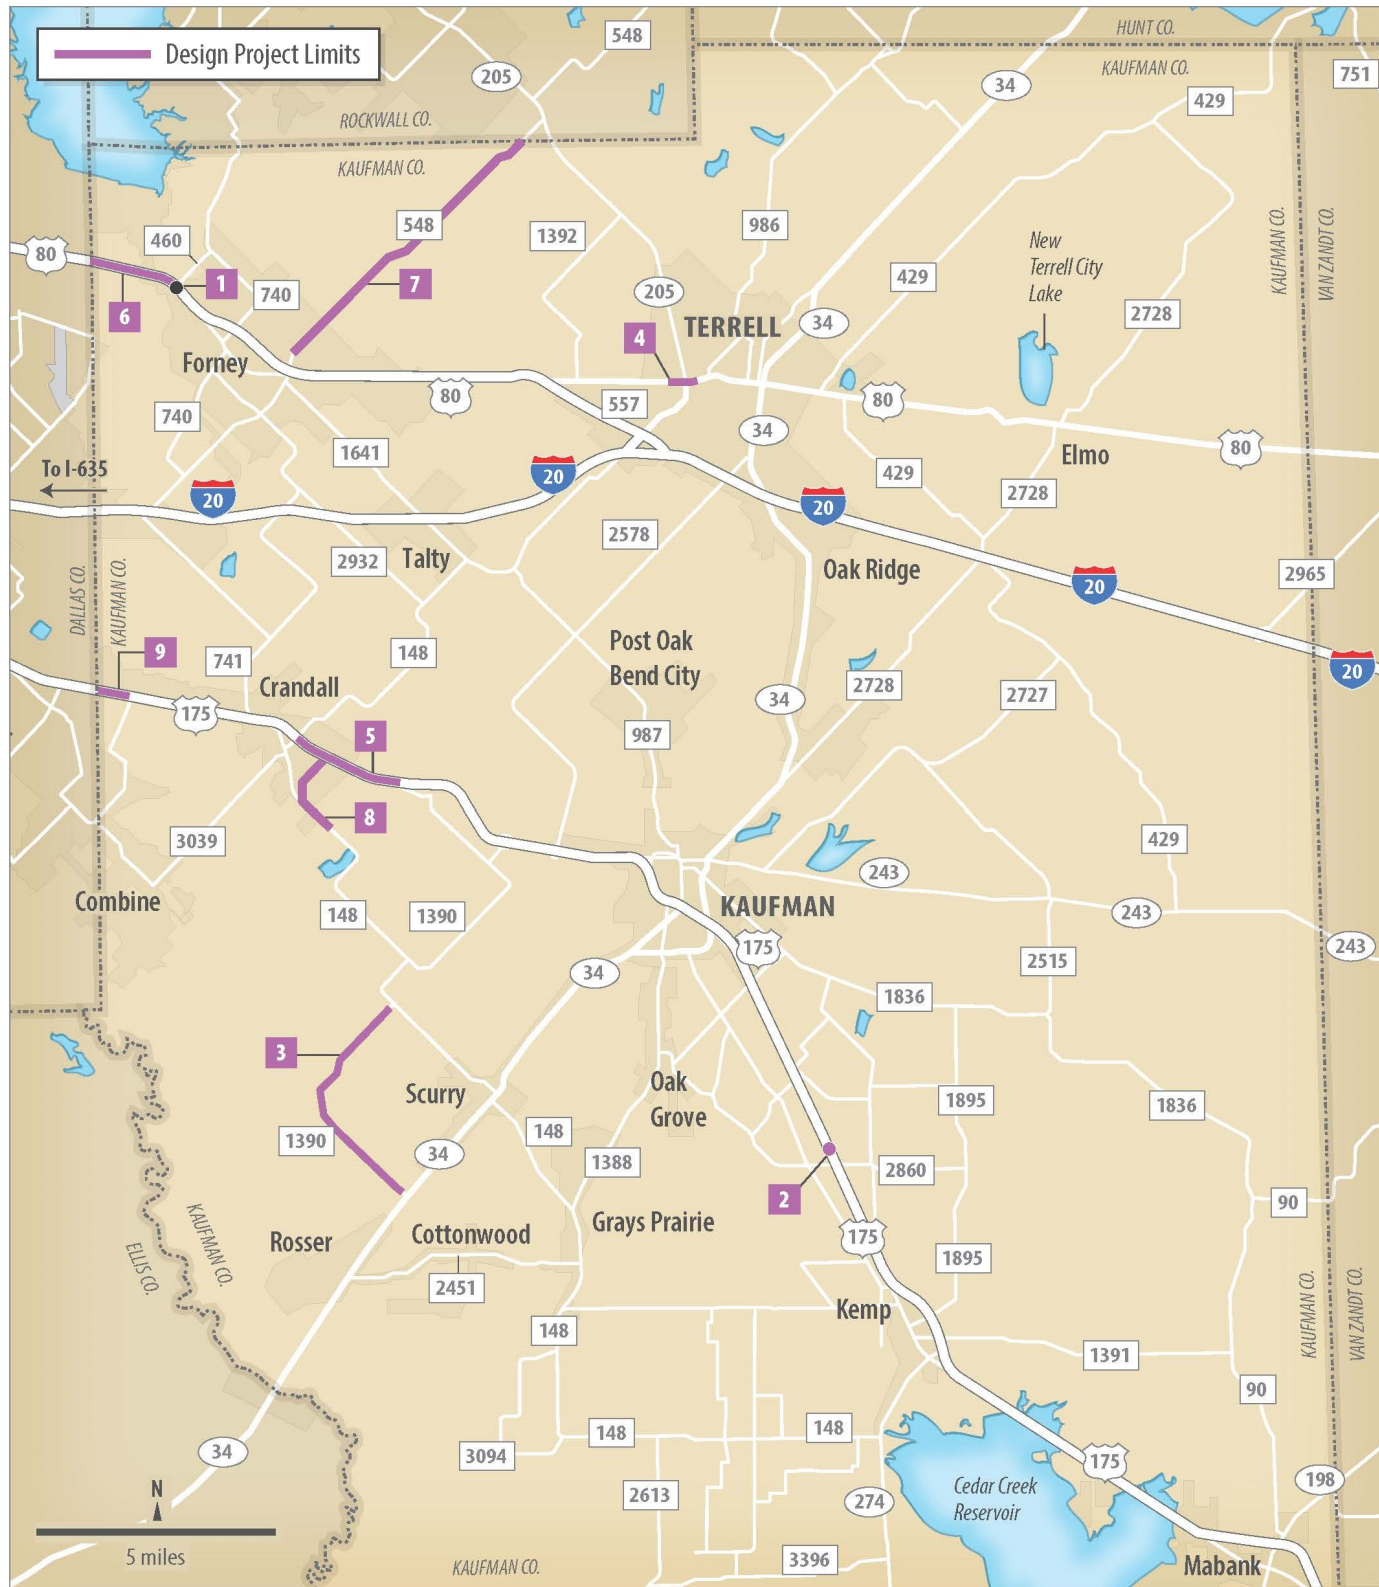 Design Project Limits
548
HUNT CO.
KAUFMAN CO.
751
205
34
429
ROCKWALL CO.
KAUFMAN CO.
548
460
1392
986
KAUFMAN CO.
VAN ZANDT CO.
80
1
740
7
6
205
429
New
Terrell City
Lake
2728
34
TERRELL
4
Forney
80
557
80
740
34
80
1641
Elmo
To I-635
20
20
20
429
2728
2578
2932
Talty
Oak Ridge
20
2965
DALLAS CO.
KAUFMAN CO.
9
741
148
Post Oak
Bend City
20
Crandall
2728
2727
34
175
5
987
8
3039
429
243
Combine
148
1390
KAUFMAN
243
243
175
34
2515
1836
3
Scurry
Oak
Grove
1895
1836
1390
148
34
1388
2860
2
90
KAUFMAN CO.
ELLIS CO.
Rosser
Cottonwood
Grays Prairie
175
1895
2451
Kemp
148
KAUFMAN CO.
VAN ZANDT CO.
1391
90
34
3094
148
148
175
198
N
2613
274
Cedar Creek
Reservoir
5 miles
KAUFMAN CO.
3396
Mabank